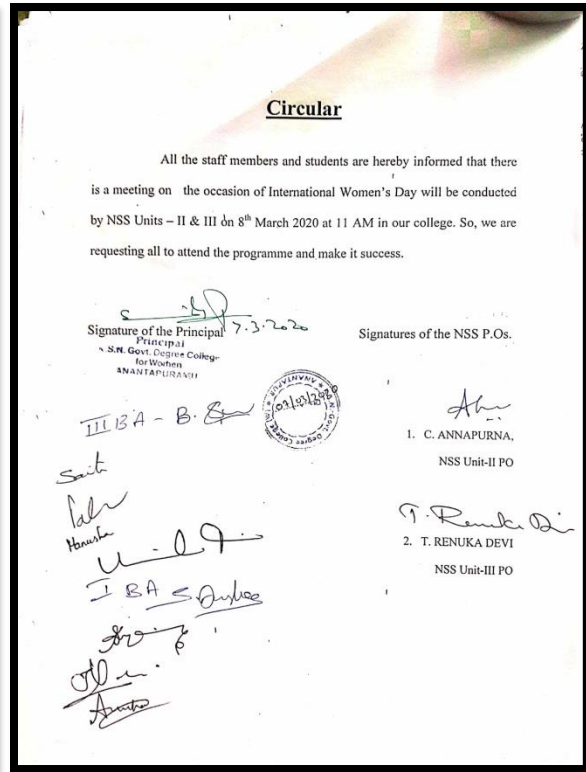 Circular
All the staff members and students are hereby informed that there
is a meeting on the occasion of International Women's Day will be conducted
by NSS Units – II & III on 8th March 2020 at 11 AM in our college. So, we are
requesting all to attend the programme and make it success.
7.3.2020
Signature of the Principal
Principal
S.N. Govt. Degree College
for Women
ANANTAPURAMU
Signatures of the NSS P.Os.
III BA - B.
07/03/2020
1. C. ANNAPURNA,
NSS Unit-II PO
Manusha
T. Renuka Devi
2. T. RENUKA DEVI
NSS Unit-III PO
I BA S